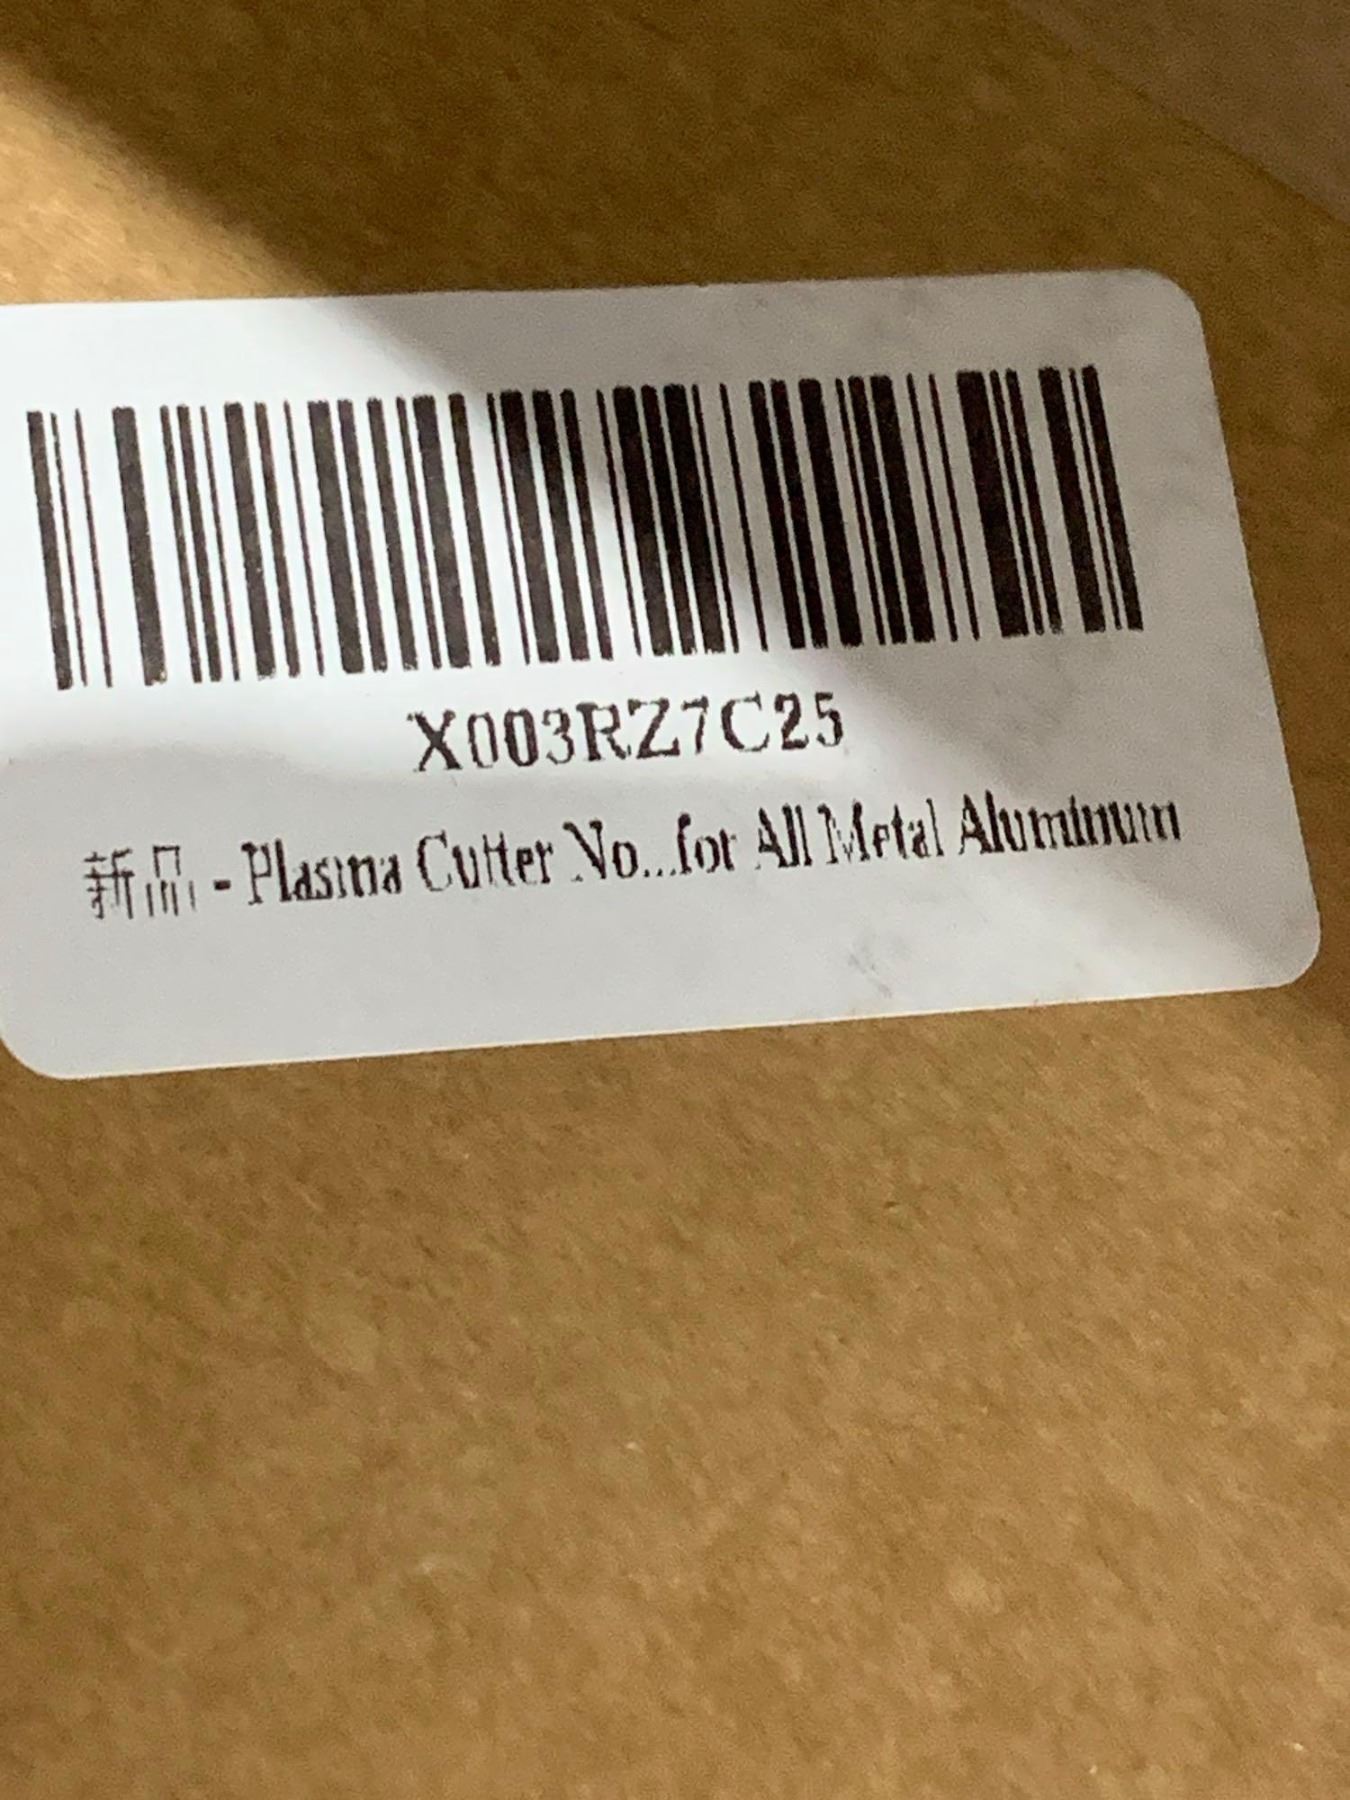 X003RZ7C25
新品 - Plasma Cutter No...for All Metal Aluminum